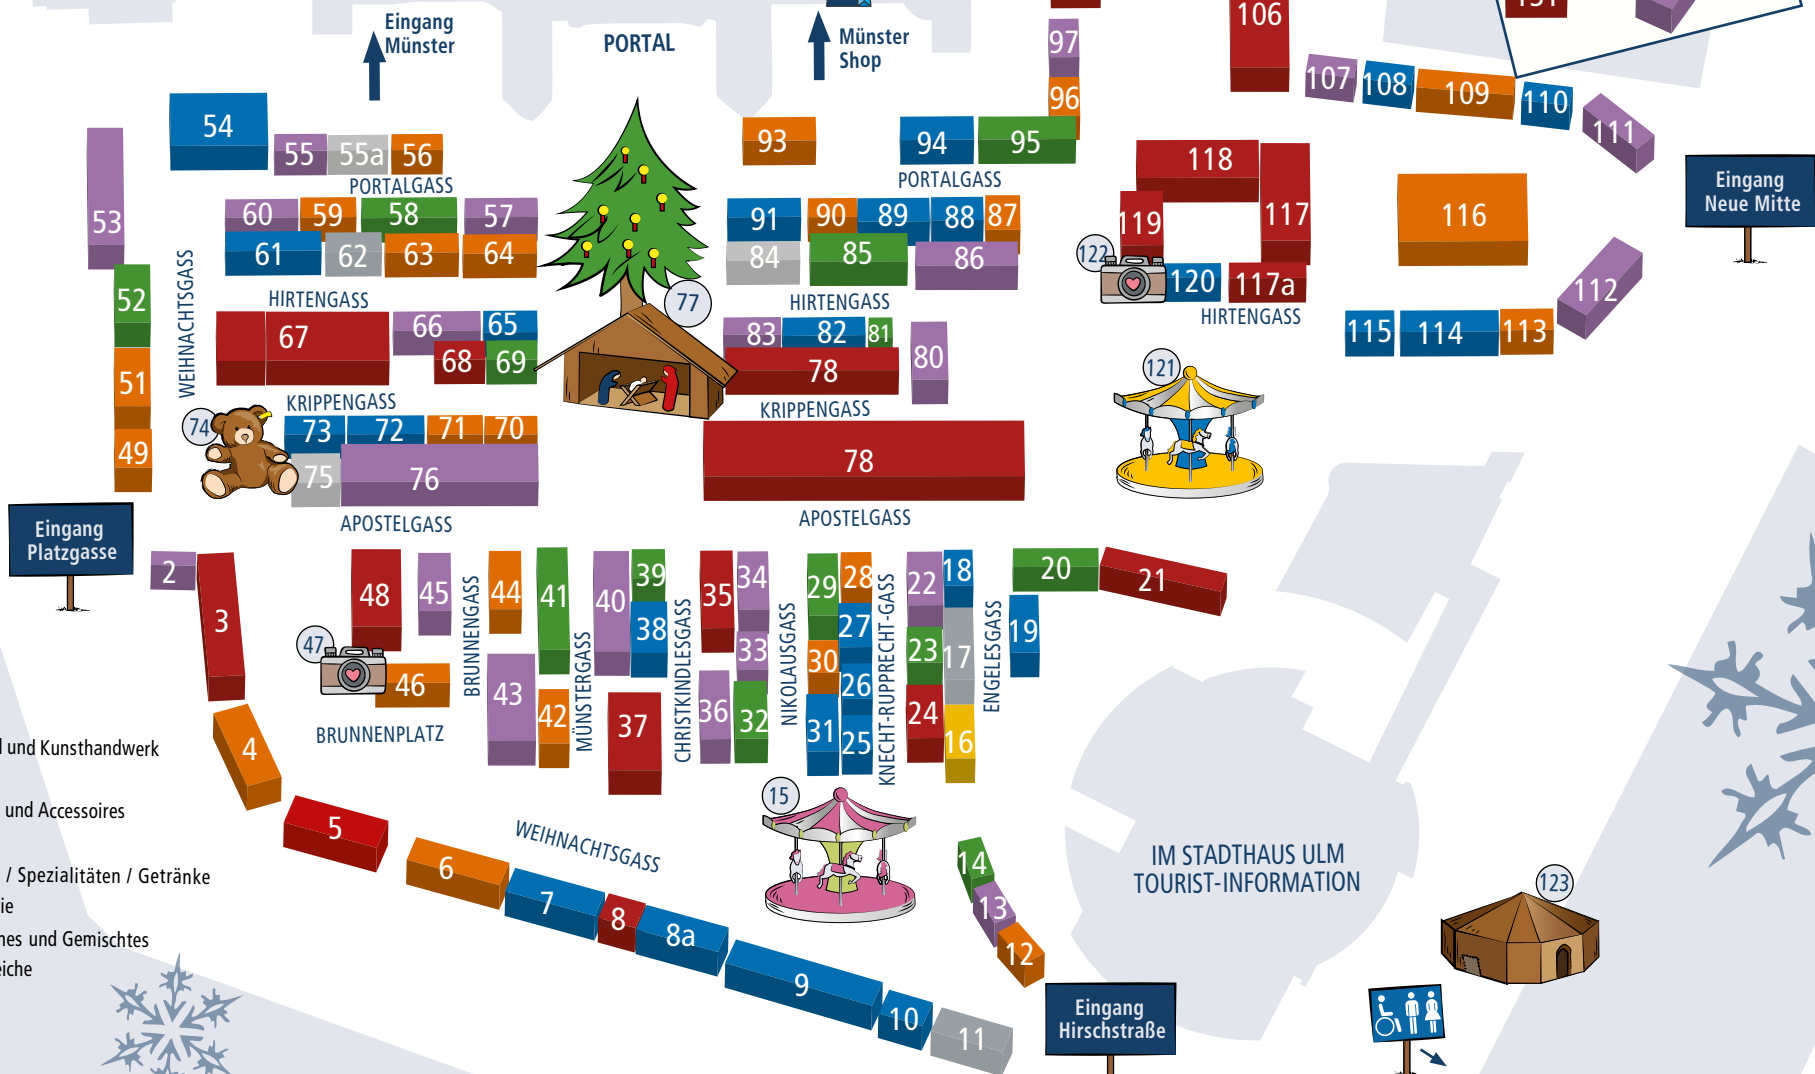 Eingang
Münster
PORTAL
Münster
Shop
97
96
106
107
108
109
110
111
54
55
55a
56
PORTALGASS
93
94
95
PORTALGASS
118
119
117
116
Eingang
Neue Mitte
53
60
59
58
57
61
62
63
64
HIRTENGASS
91
90
89
88
87
84
85
86
HIRTENGASS
122
120
117a
HIRTENGASS
112
115
114
113
77
52
51
49
WEIHNACHTSGASS
67
66
65
68
69
KRIPPENGASS
83
82
81
80
78
KRIPPENGASS
121
74
73
72
71
70
75
76
APOSTELGASS
78
APOSTELGASS
Eingang
Platzgasse
2
3
48
45
47
46
BRUNNENPLATZ
BRUNNENGASS
44
41
43
42
MÜNSTERGASS
40
39
38
37
CHRISTKINDLESGASS
35
34
33
36
32
NIKOLAUSGASS
29
28
27
30
26
31
25
KNECHT-RUPPRECHT-GASS
22
18
23
17
24
16
ENGELESGASS
19
20
21
4
5
6
7
8
8a
9
10
11
WEIHNACHTSGASS
15
14
13
12
IM STADTHAUS ULM
TOURIST-INFORMATION
123
Eingang
Hirschstraße
und Kunsthandwerk
und Accessoires
/ Spezialitäten / Getränke
und Gemischtes